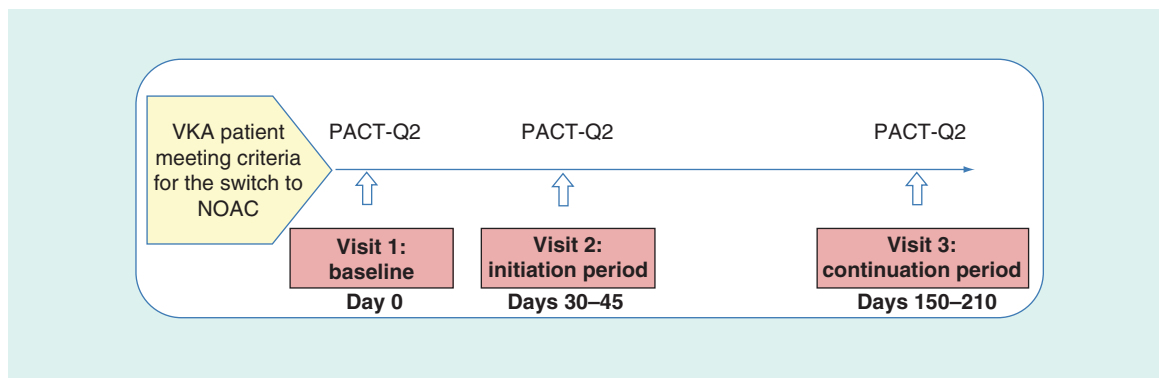 VKA patient
meeting criteria
for the switch to
NOAC
PACT-Q2
PACT-Q2
PACT-Q2
Visit 1:
baseline
Day 0
Visit 2:
initiation period
Days 30–45
Visit 3:
continuation period
Days 150–210